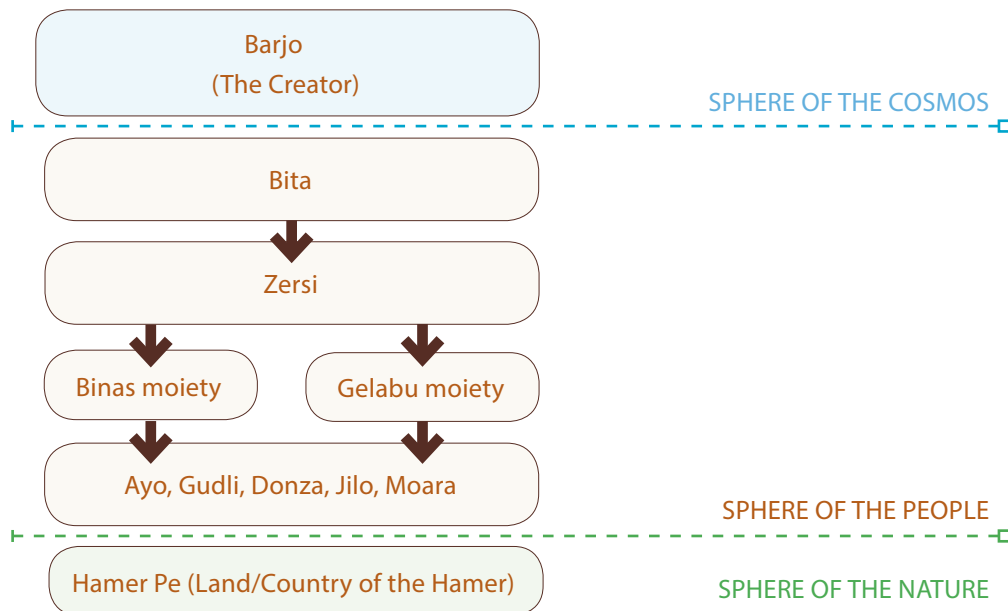 Barjo
(The Creator)
SPHERE OF THE COSMOS
Bita
Zersi
Binas moiety
Gelabu moiety
Ayo, Gudli, Donza, Jilo, Moara
SPHERE OF THE PEOPLE
Hamer Pe (Land/Country of the Hamer)
SPHERE OF THE NATURE